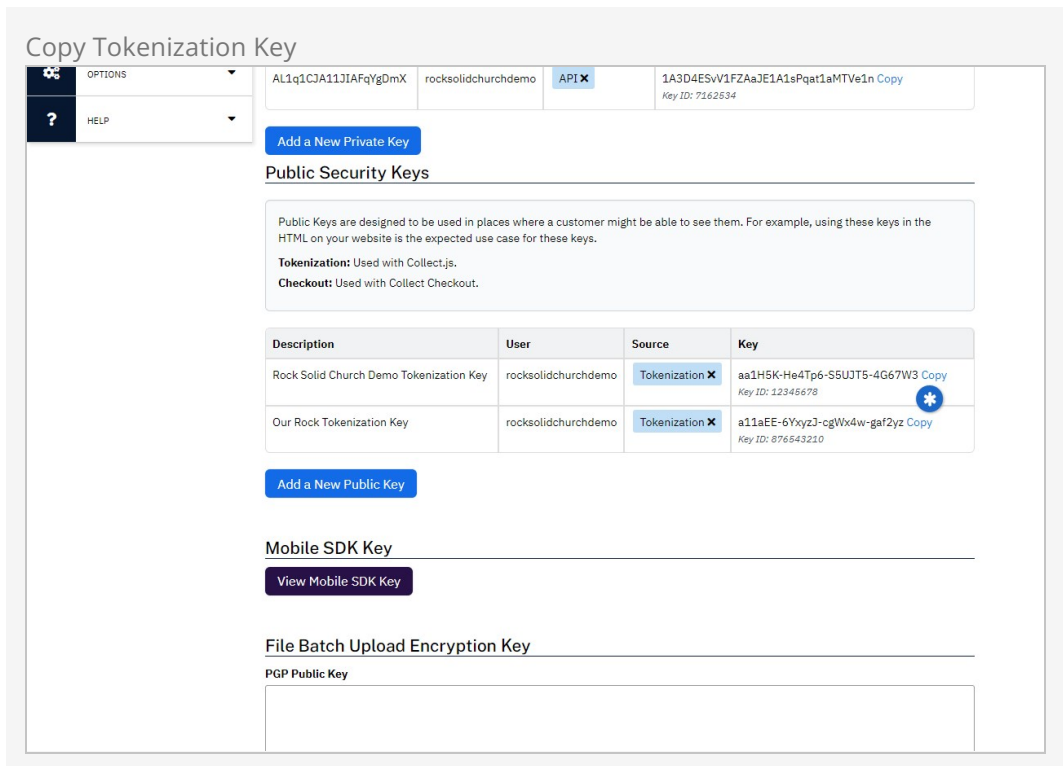 Copy Tokenization Key
OPTIONS
AL1q1CJA11JIAFqYgDmX rocksolidchurchdemo API 1A3D4ESvV1FZAaJE1A1sPqat1aMTVe1n Copy
Key ID: 7162534
? HELP
Add a New Private Key
Public Security Keys
Public Keys are designed to be used in places where a customer might be able to see them. For example, using these keys in the
HTML on your website is the expected use case for these keys.
Tokenization: Used with Collect.js.
Checkout: Used with Collect Checkout.
Description User Source Key
Rock Solid Church Demo Tokenization Key rocksolidchurchdemo Tokenization aa1H5K-He4Tp6-S5UJT5-4G67W3 Copy
Key ID: 12345678
Our Rock Tokenization Key rocksolidchurchdemo Tokenization a11aEE-6YxyzJ-cgWx4w-gaf2yz Copy
Key ID: 876543210
Add a New Public Key
Mobile SDK Key
View Mobile SDK Key
File Batch Upload Encryption Key
PGP Public Key